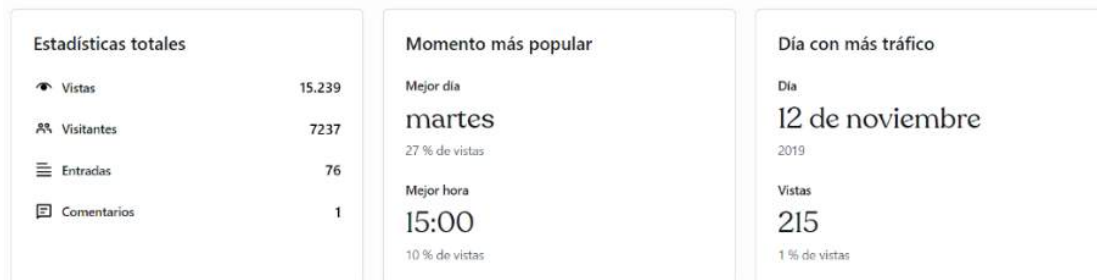 Estadísticas totales
Vistas 15.239
Visitantes 7237
Entradas 76
Comentarios 1
Momento más popular
Mejor día
martes
27 % de vistas
Mejor hora
15:00
10 % de vistas
Día con más tráfico
Día
12 de noviembre
2019
Vistas
215
1 % de vistas